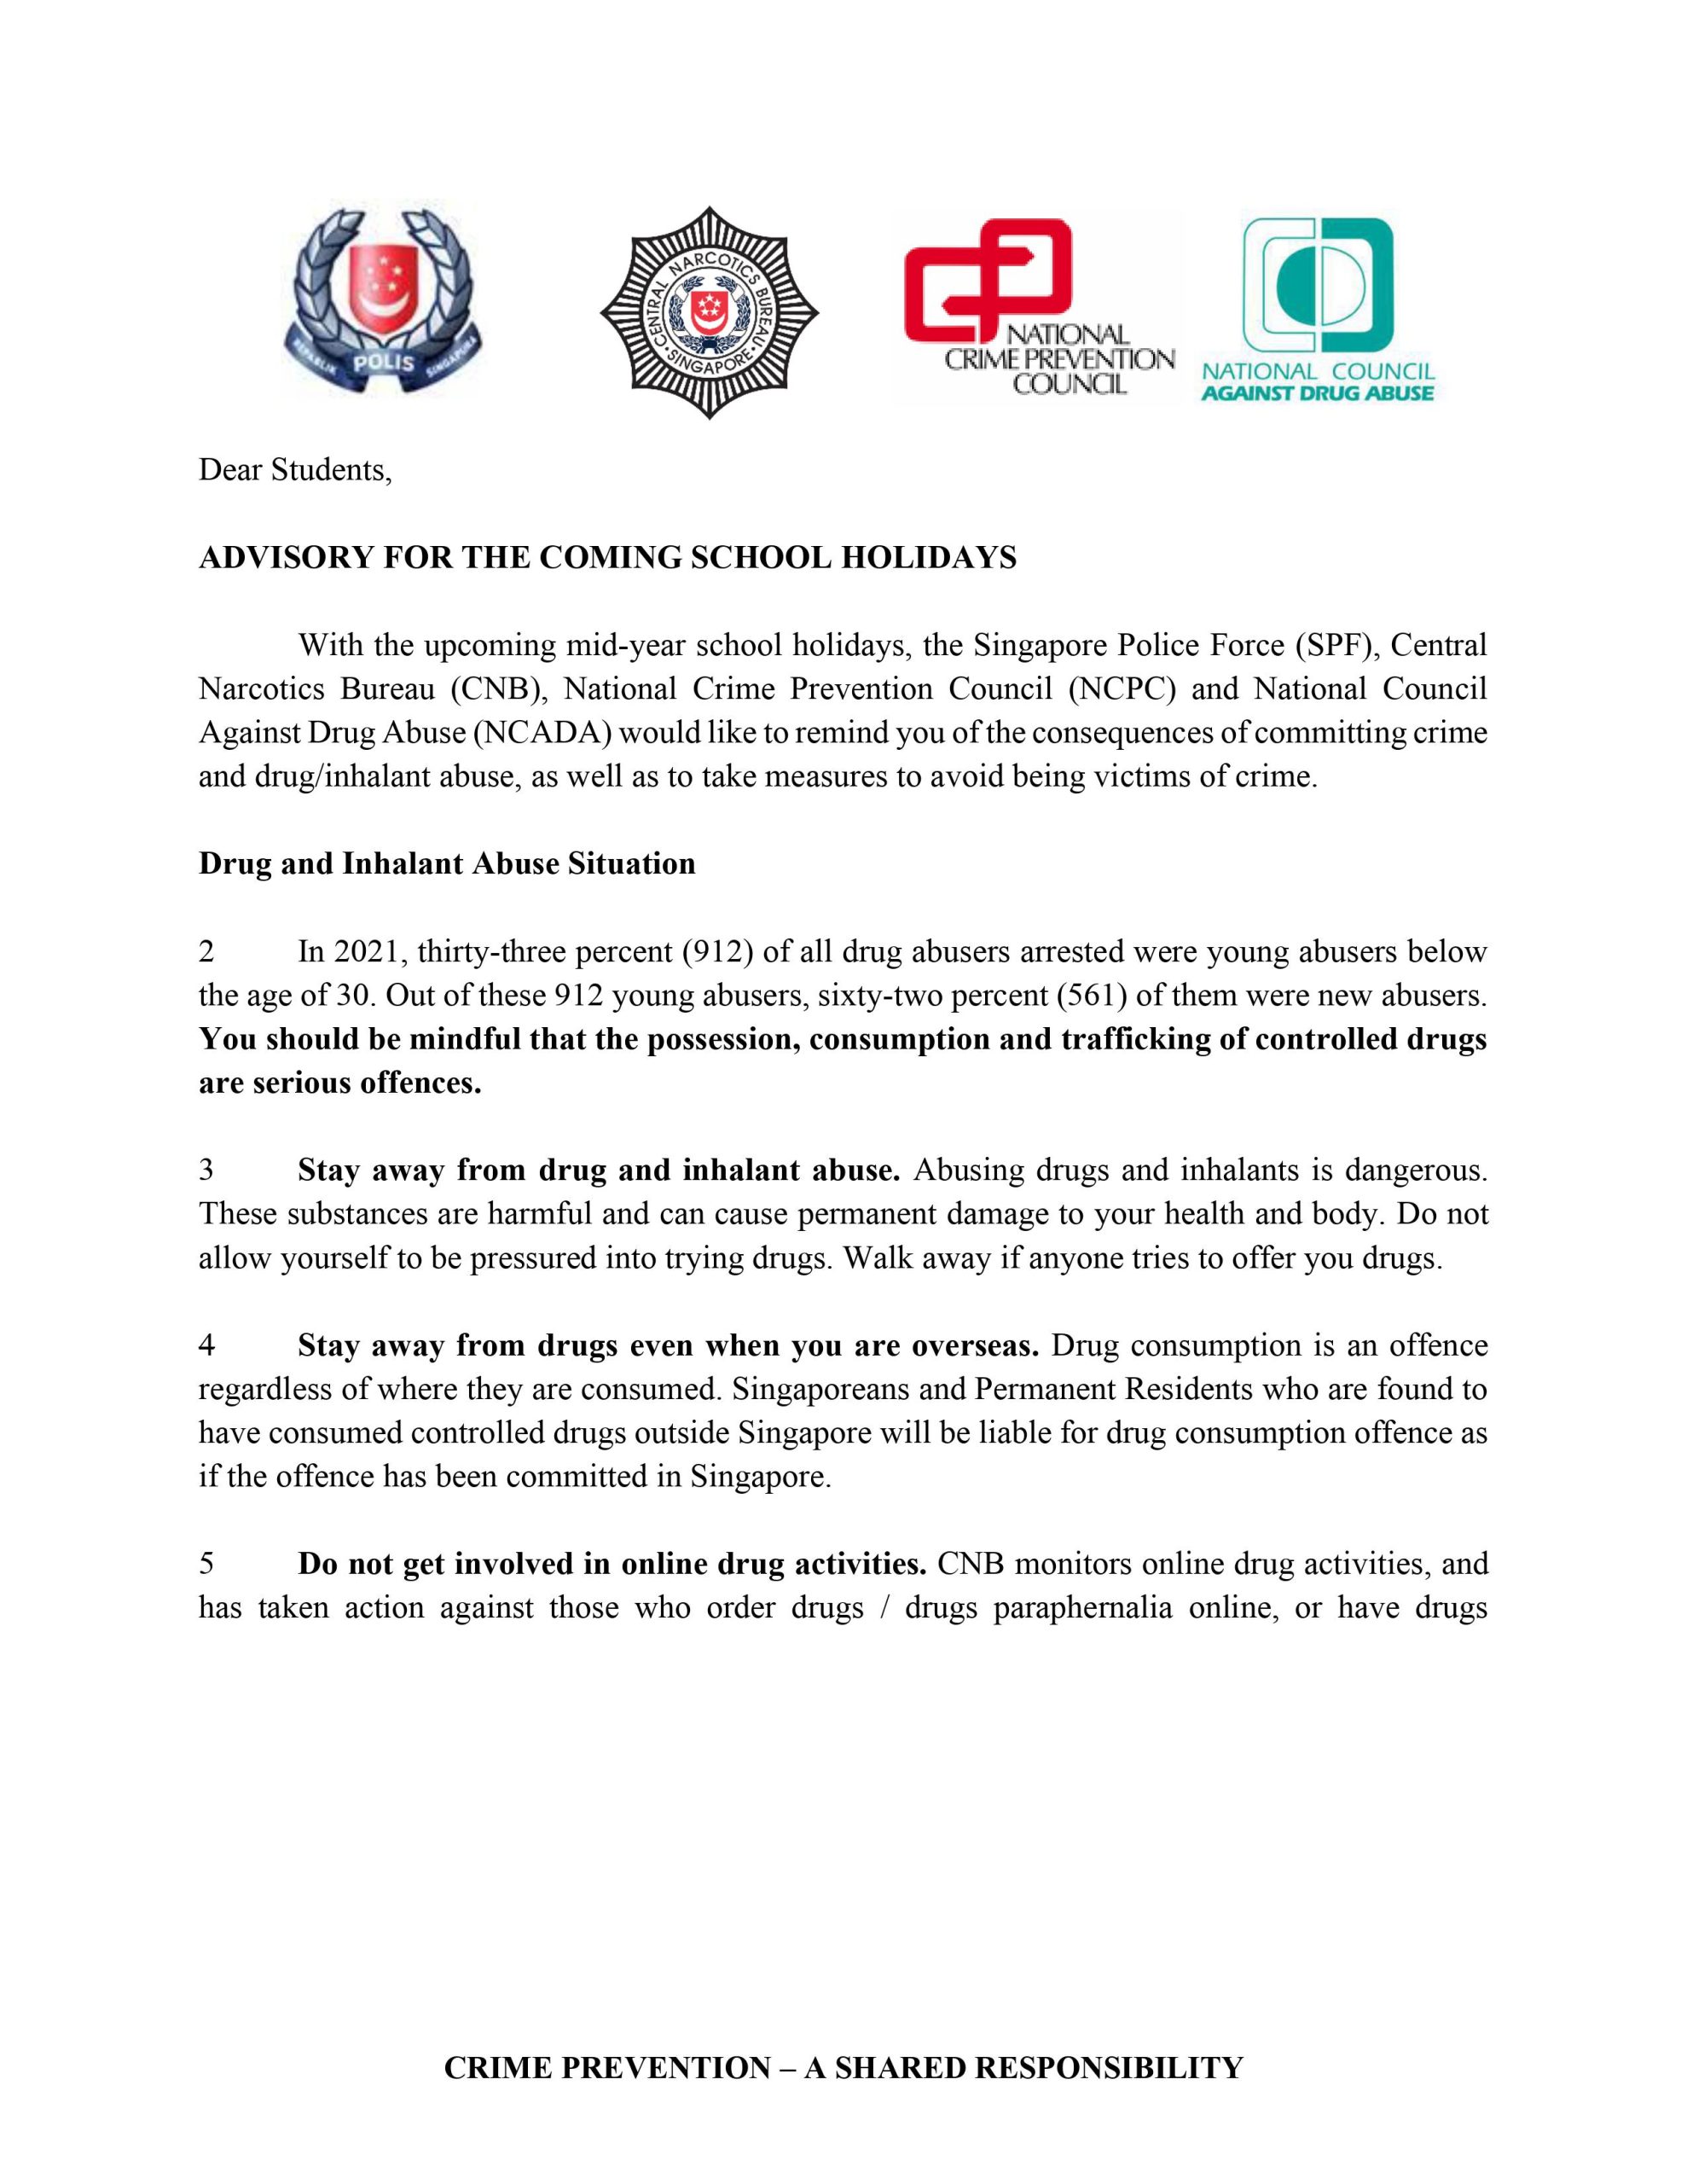 REPABLIK POLIS SINGAPURA
CENTRAL NARCOTICS BUREAU
SINGAPORE
NATIONAL
CRIME PREVENTION
COUNCIL
NATIONAL COUNCIL
AGAINST DRUG ABUSE
Dear Students,
ADVISORY FOR THE COMING SCHOOL HOLIDAYS
With the upcoming mid-year school holidays, the Singapore Police Force (SPF), Central
Narcotics Bureau (CNB), National Crime Prevention Council (NCPC) and National Council
Against Drug Abuse (NCADA) would like to remind you of the consequences of committing crime
and drug/inhalant abuse, as well as to take measures to avoid being victims of crime.
Drug and Inhalant Abuse Situation
2 In 2021, thirty-three percent (912) of all drug abusers arrested were young abusers below
the age of 30. Out of these 912 young abusers, sixty-two percent (561) of them were new abusers.
You should be mindful that the possession, consumption and trafficking of controlled drugs
are serious offences.
3 Stay away from drug and inhalant abuse. Abusing drugs and inhalants is dangerous.
These substances are harmful and can cause permanent damage to your health and body. Do not
allow yourself to be pressured into trying drugs. Walk away if anyone tries to offer you drugs.
4 Stay away from drugs even when you are overseas. Drug consumption is an offence
regardless of where they are consumed. Singaporeans and Permanent Residents who are found to
have consumed controlled drugs outside Singapore will be liable for drug consumption offence as
if the offence has been committed in Singapore.
5 Do not get involved in online drug activities. CNB monitors online drug activities, and
has taken action against those who order drugs / drugs paraphernalia online, or have drugs
CRIME PREVENTION – A SHARED RESPONSIBILITY